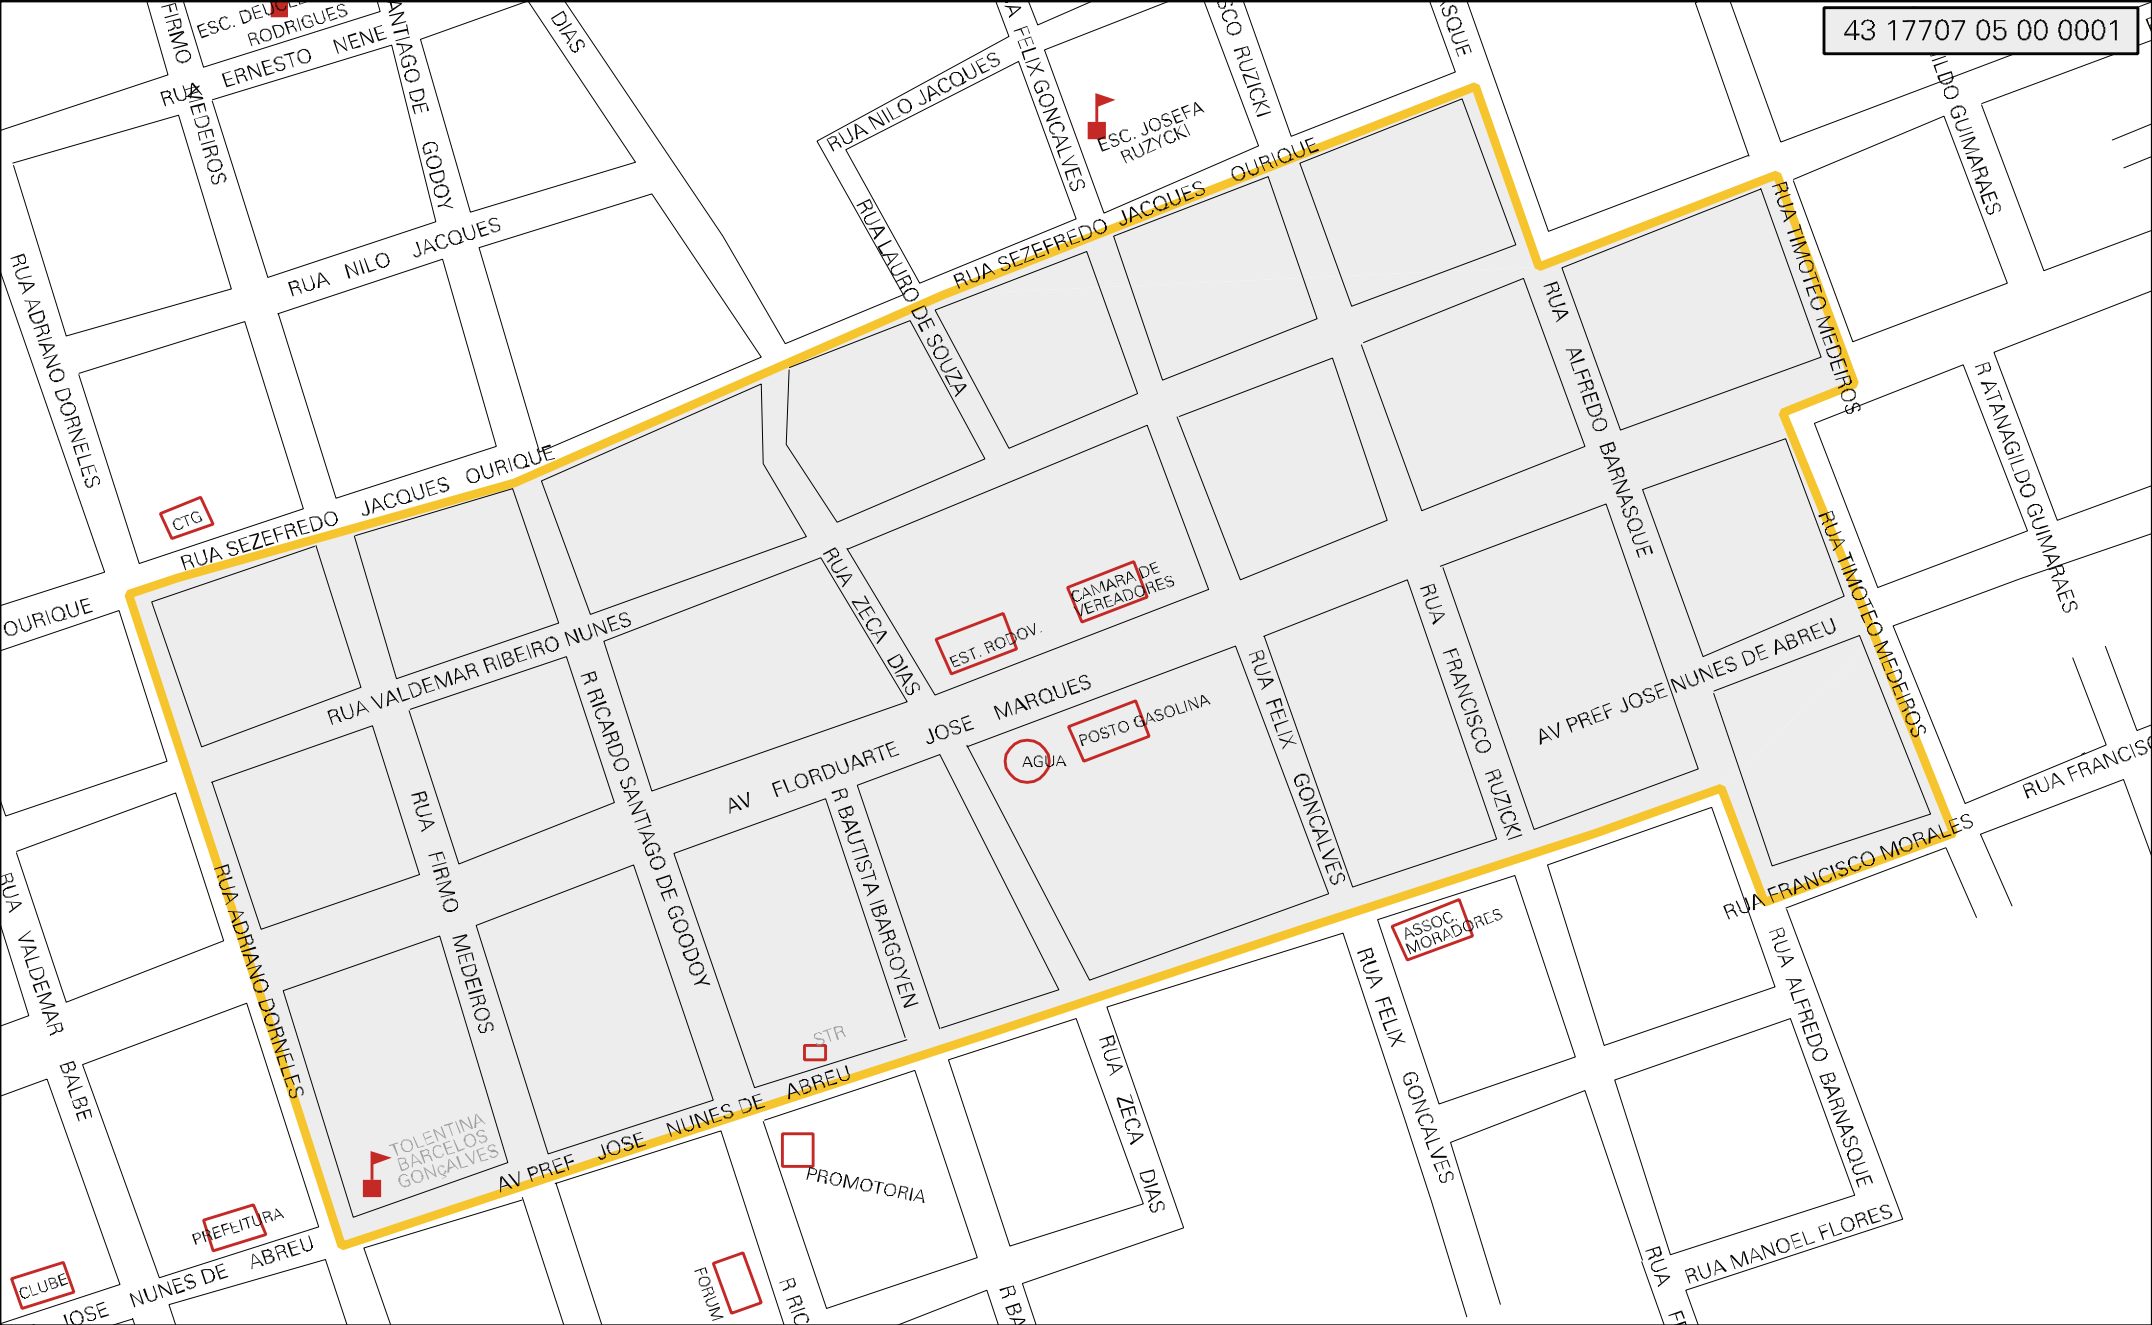 43 17707 05 00 0001
FIRMO
MEDEIROS
RODRIGUES
RUA ERNESTO NENE
ANTIAGO DE GODOY
DIAS
RUA NILO JACQUES
RUA ADRIANO DORNELES
CTG
RUA SEZEFREDO JACQUES OURIQUE
OURIQUE
RUA NILO JACQUES
RUA LAURO DE SOUZA
A FELIX GONCALVES
SCO RUZICKI
ESC. JOSEFA
RUZYCKI
RUA SEZEFREDO JACQUES OURIQUE
SQUE
ILDO GUIMARAES
RUA TIMOTEO MEDEIROS
RUA ALFREDO BARNASQUE
R ATANAGILDO GUIMARAES
RUA TIMOTEO MEDEIROS
RUA VALDEMAR RIBEIRO NUNES
RUA ZECA DIAS
CAMARA DE
VEREADORES
EST. RODOV.
AV FLORDUARTE JOSE MARQUES
AGUA
POSTO GASOLINA
RUA FELIX GONCALVES
RUA FRANCISCO RUZICKI
AV PREF JOSE NUNES DE ABREU
RUA FRANCISC
RUA FRANCISCO MORALES
R RICARDO SANTIAGO DE GOODOY
R BAUTISTA IBARGOYEN
RUA FIRMO MEDEIROS
RUA ADRIANO DORNELES
RUA VALDEMAR BALBE
STR
TOLENTINA
BARCELOS
GONçALVES
AV PREF JOSE NUNES DE ABREU
PREFEITURA
CLUBE
JOSE NUNES DE ABREU
PROMOTORIA
FORUM
R RIC
R BA
RUA ZECA DIAS
ASSOC.
MORADORES
RUA FELIX GONCALVES
RUA ALFREDO BARNASQUE
RUA MANOEL FLORES
RUA FR